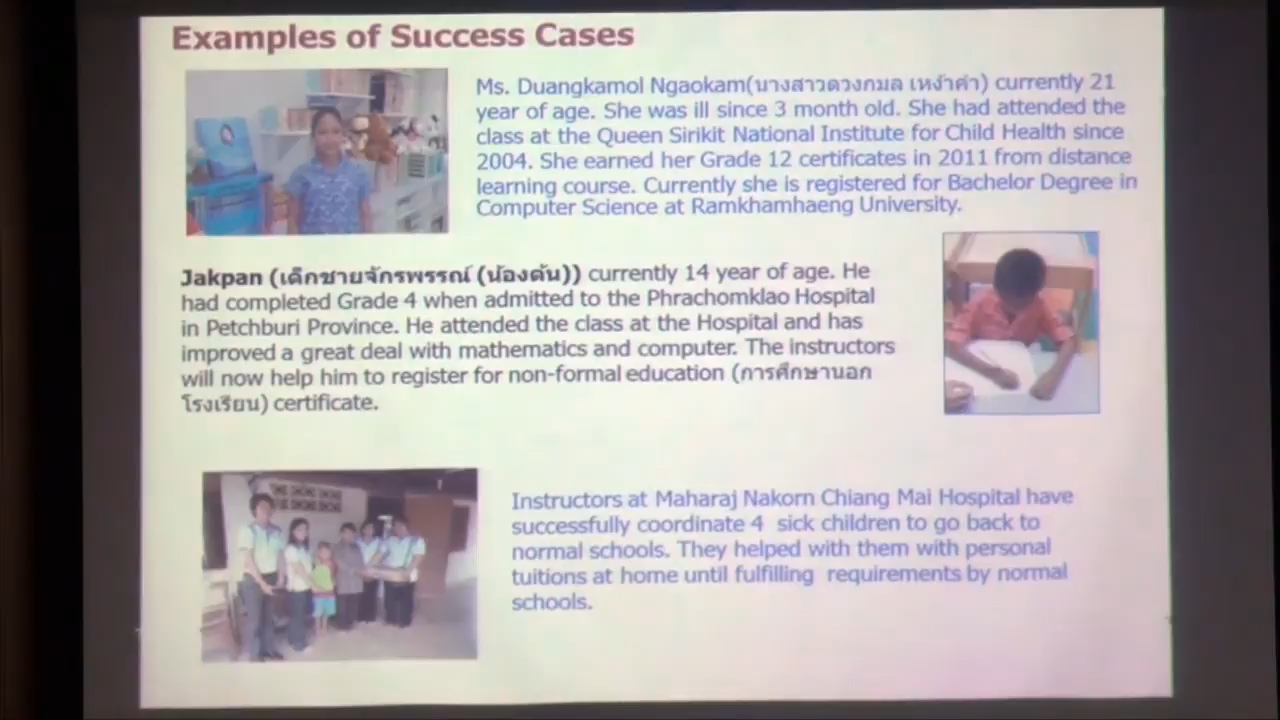 Examples of Success Cases
Ms. Duangkamol Ngaokam(นางสาวดวงกมล เหง้าคำ) currently 21
year of age. She was ill since 3 month old. She had attended the
class at the Queen Sirikit National Institute for Child Health since
2004. She earned her Grade 12 certificates in 2011 from distance
learning course. Currently she is registered for Bachelor Degree in
Computer Science at Ramkhamhaeng University.
Jakpan (เด็กชายจักรพรรณ์ (น้องต้น)) currently 14 year of age. He
had completed Grade 4 when admitted to the Phrachomklao Hospital
in Petchburi Province. He attended the class at the Hospital and has
improved a great deal with mathematics and computer. The instructors
will now help him to register for non-formal education (การศึกษานอก
โรงเรียน) certificate.
Instructors at Maharaj Nakorn Chiang Mai Hospital have
successfully coordinate 4 sick children to go back to
normal schools. They helped with them with personal
tuitions at home until fulfilling requirements by normal
schools.